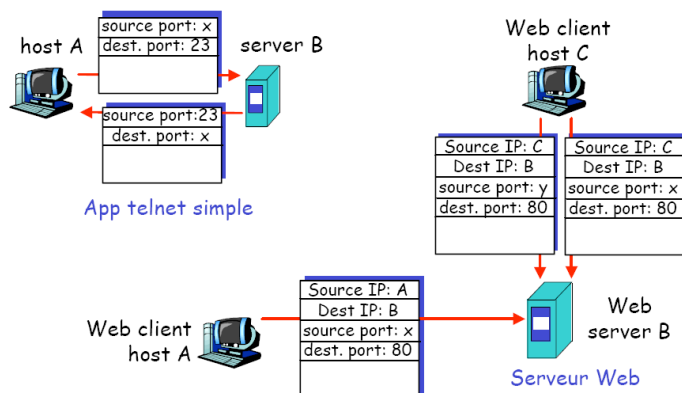 host A
source port: x
dest. port: 23
server B
source port:23
dest. port: x
App telnet simple
Web client
host C
Source IP: C
Dest IP: B
source port: y
dest. port: 80
Source IP: C
Dest IP: B
source port: x
dest. port: 80
Web client
host A
Source IP: A
Dest IP: B
source port: x
dest. port: 80
Web
server B
Serveur Web